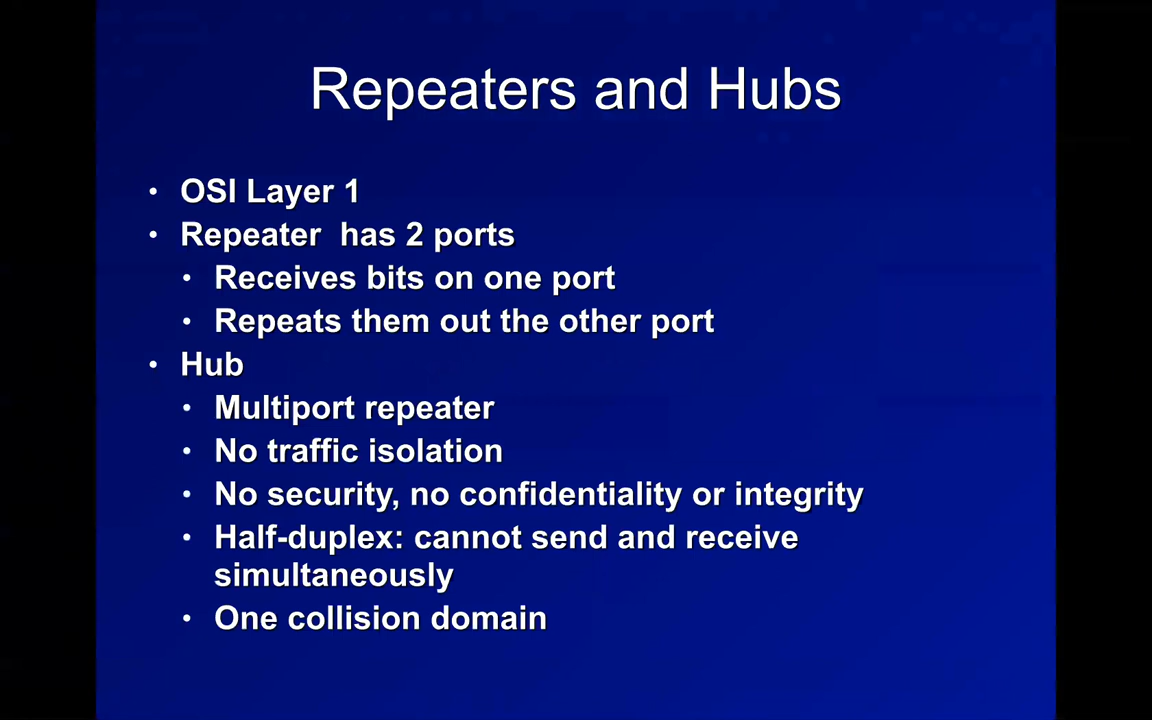 Repeaters and Hubs
• OSI Layer 1
• Repeater has 2 ports
• Receives bits on one port
• Repeats them out the other port
• Hub
• Multiport repeater
• No traffic isolation
• No security, no confidentiality or integrity
• Half-duplex: cannot send and receive
simultaneously
• One collision domain